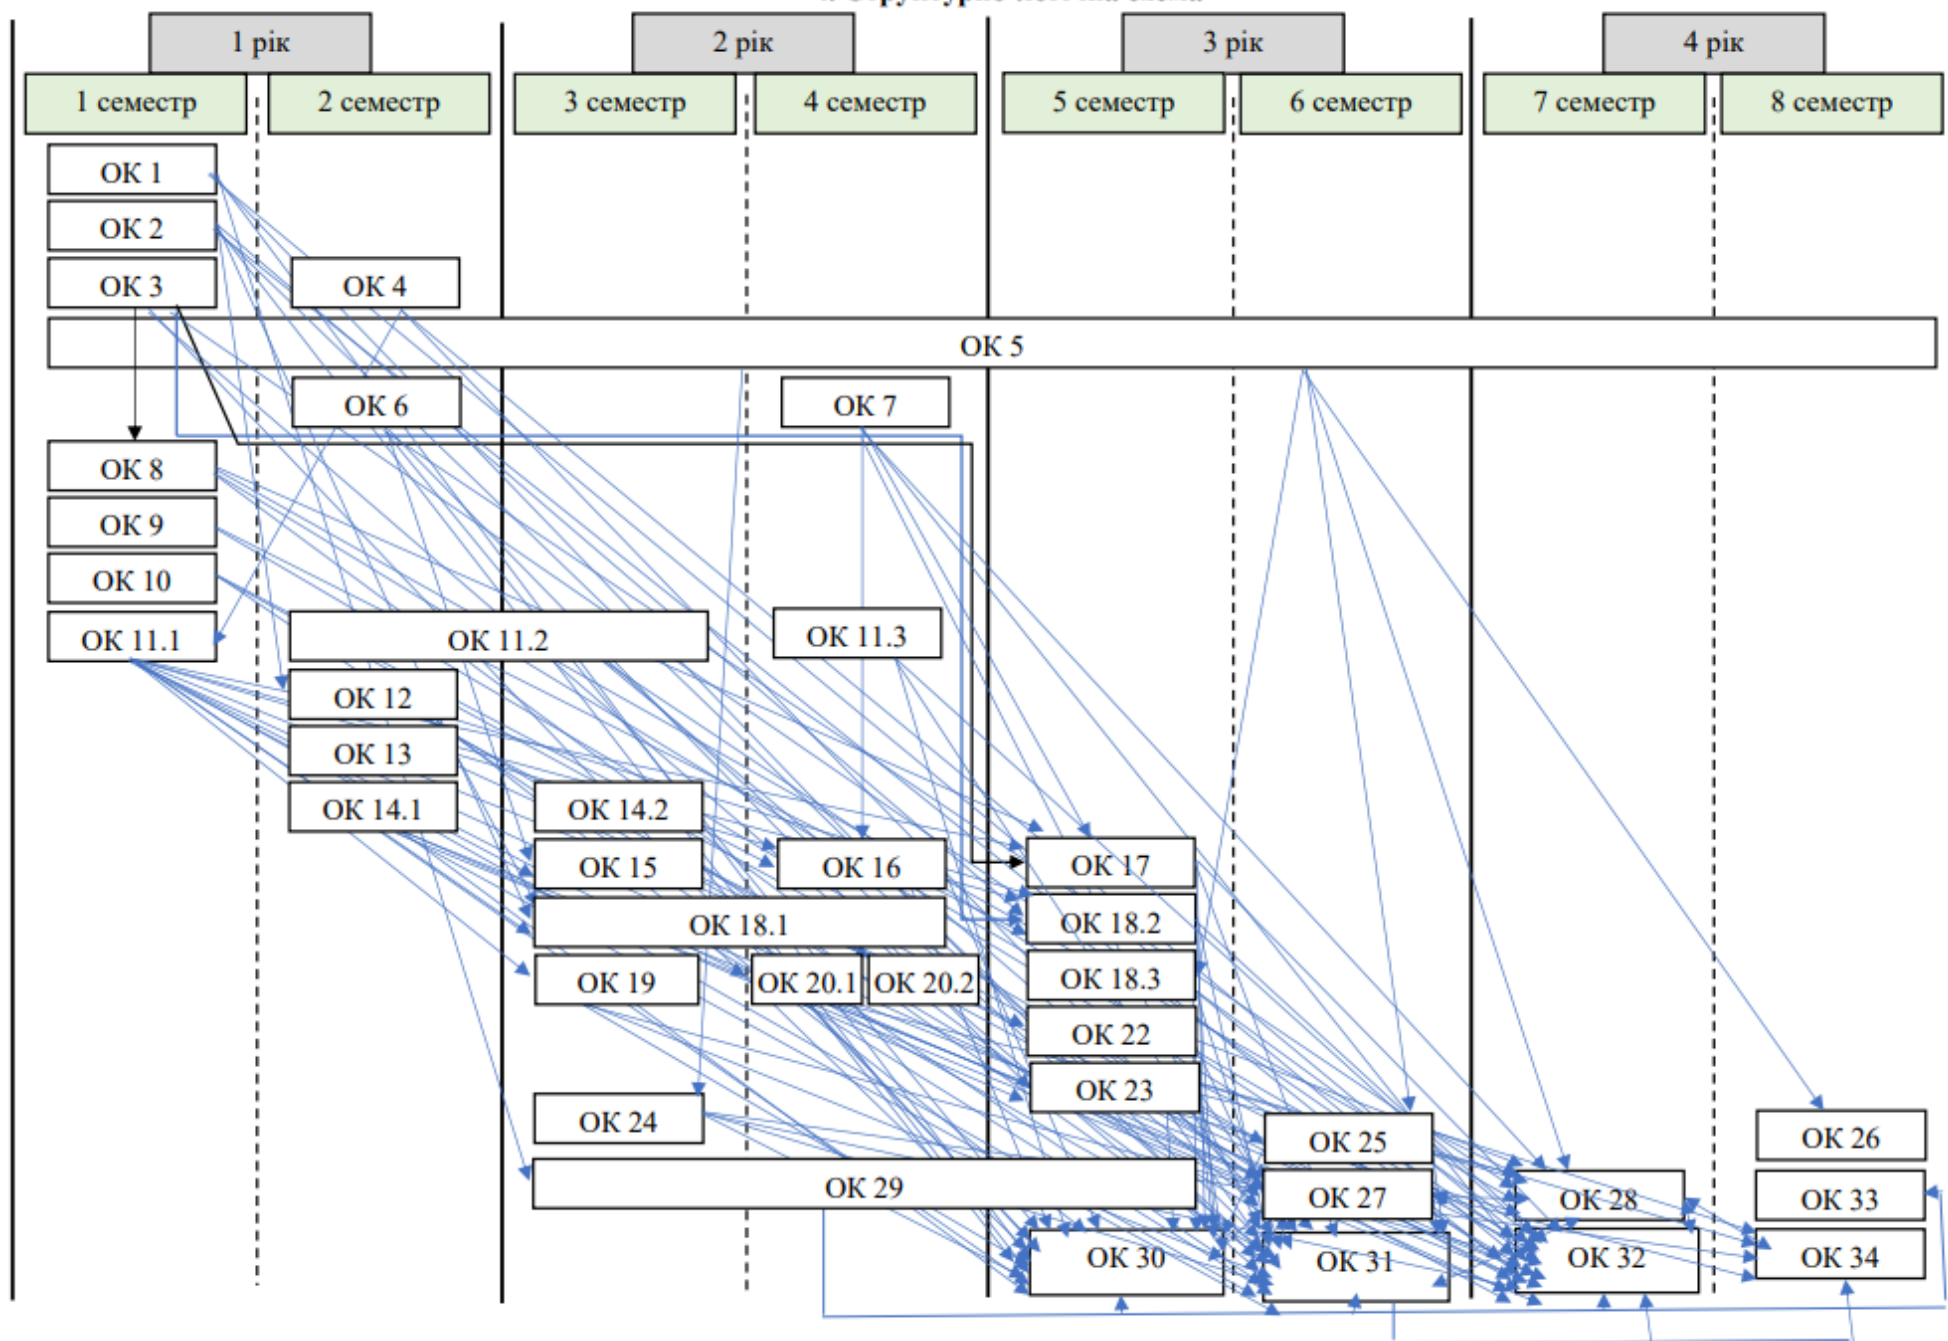 1 рік 2 рік 3 рік 4 рік
1 семестр 2 семестр 3 семестр 4 семестр 5 семестр 6 семестр 7 семестр 8 семестр
ОК 1
ОК 2
ОК 3 ОК 4
ОК 5
ОК 6 ОК 7
ОК 8
ОК 9
ОК 10
ОК 11.1 ОК 11.2 ОК 11.3
ОК 12
ОК 13
ОК 14.1 ОК 14.2
ОК 15 ОК 16 ОК 17
ОК 18.1 ОК 18.2
ОК 19 ОК 20.1 ОК 20.2 ОК 18.3
ОК 22
ОК 23
ОК 24 ОК 25 ОК 26
ОК 29 ОК 27 ОК 28 ОК 33
ОК 30 ОК 31 ОК 32 ОК 34